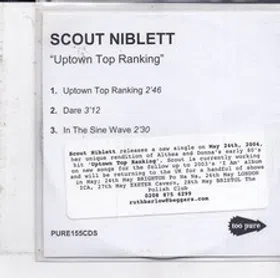 SCOUT NIBLETT
"Uptown Top Ranking"
1. Uptown Top Ranking 2'46
2. Dare 3'12
3. In The Sine Wave 2'30
Scout Niblett releases a new single on May 24th, 2004,
her unique rendition of Althea and Donna's early 80's
hit 'Uptown Top Ranking'. Scout is currently working
on new songs for the follow up to 2003's 'I Am' album
and will be returning to the UK for a handful of shows
in May; 24th May BRIGHTON Po Na Na, 26th May LONDON
ICA, 27th May EXETER Cavern, 28th May BRISTOL The
Polish Club
0208 875 6299
ruthbarlow@beggars.com
PURE155CDS
too pure